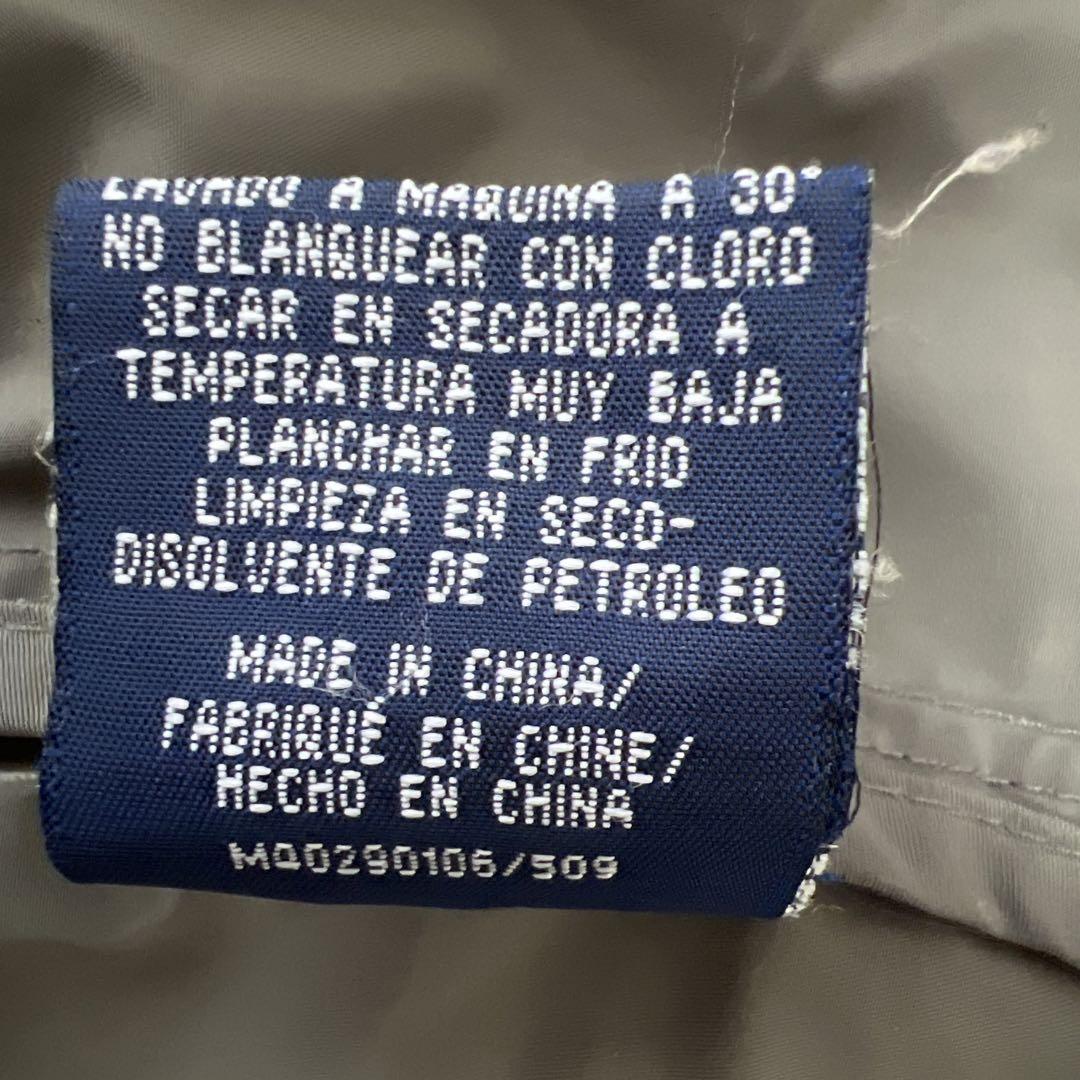 LAVADO A MAQUINA A 30°
NO BLANQUEAR CON CLORO
SECAR EN SECADORA A
TEMPERATURA MUY BAJA
PLANCHAR EN FRIO
LIMPIEZA EN SECO-
DISOLVENTE DE PETROLEO
MADE IN CHINA/
FABRIQUÉ EN CHINE/
HECHO EN CHINA
MQ0290106/509